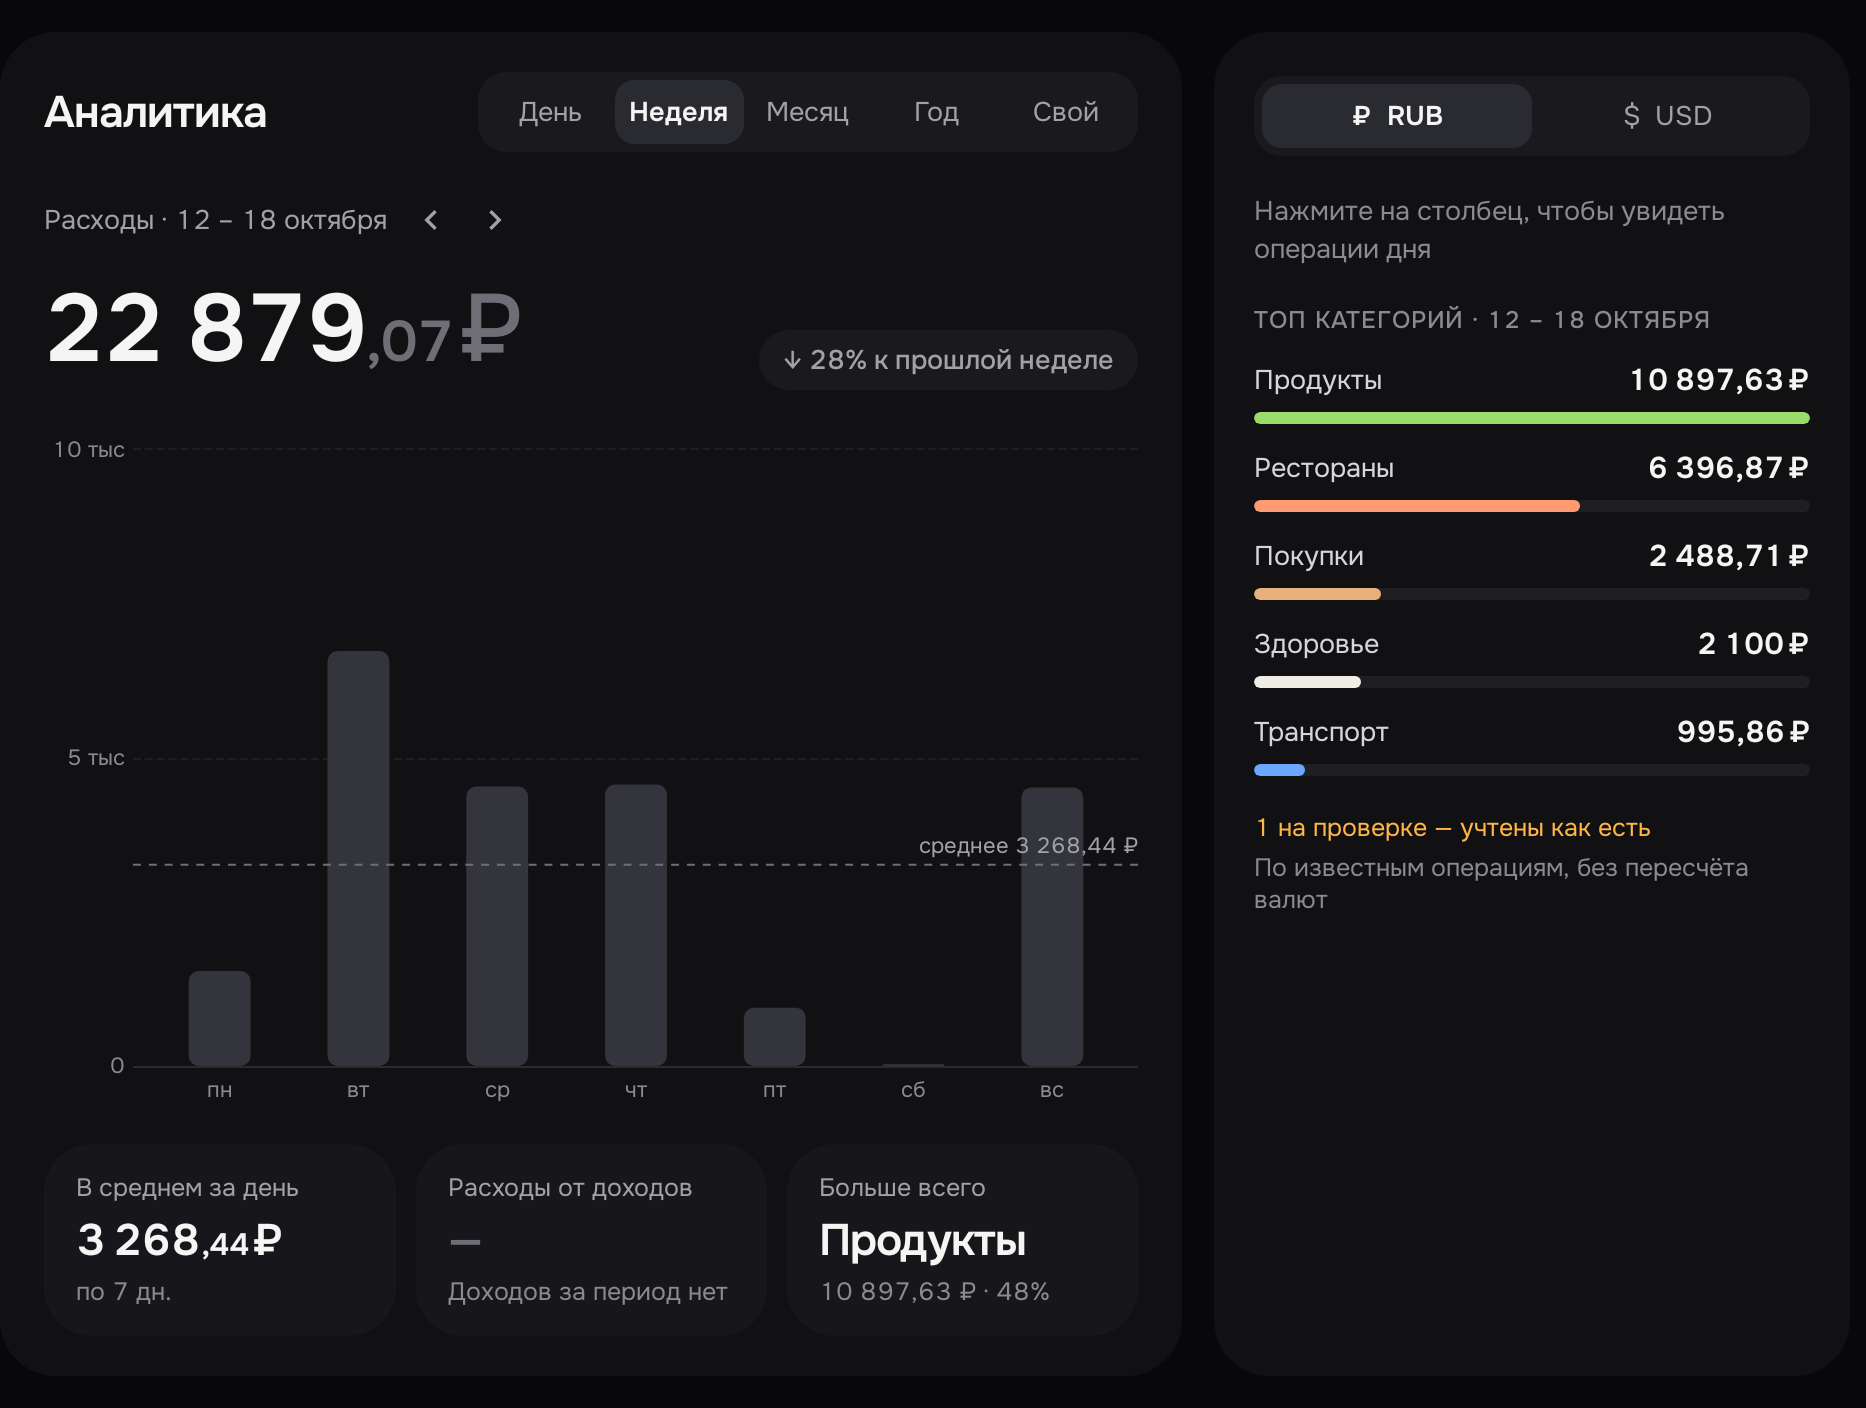 Аналитика
День Неделя Месяц Год Свой
Расходы · 12 – 18 октября
22 879,07 ₽
↓ 28% к прошлой неделе
10 тыс
5 тыс
среднее 3 268,44 ₽
0
пн вт ср чт пт сб вс
В среднем за день
3 268,44 ₽
по 7 дн.
Расходы от доходов
—
Доходов за период нет
Больше всего
Продукты
10 897,63 ₽ · 48%
₽ RUB $ USD
Нажмите на столбец, чтобы увидеть
операции дня
ТОП КАТЕГОРИЙ · 12 – 18 ОКТЯБРЯ
Продукты 10 897,63 ₽
Рестораны 6 396,87 ₽
Покупки 2 488,71 ₽
Здоровье 2 100 ₽
Транспорт 995,86 ₽
1 на проверке — учтены как есть
По известным операциям, без пересчёта
валют